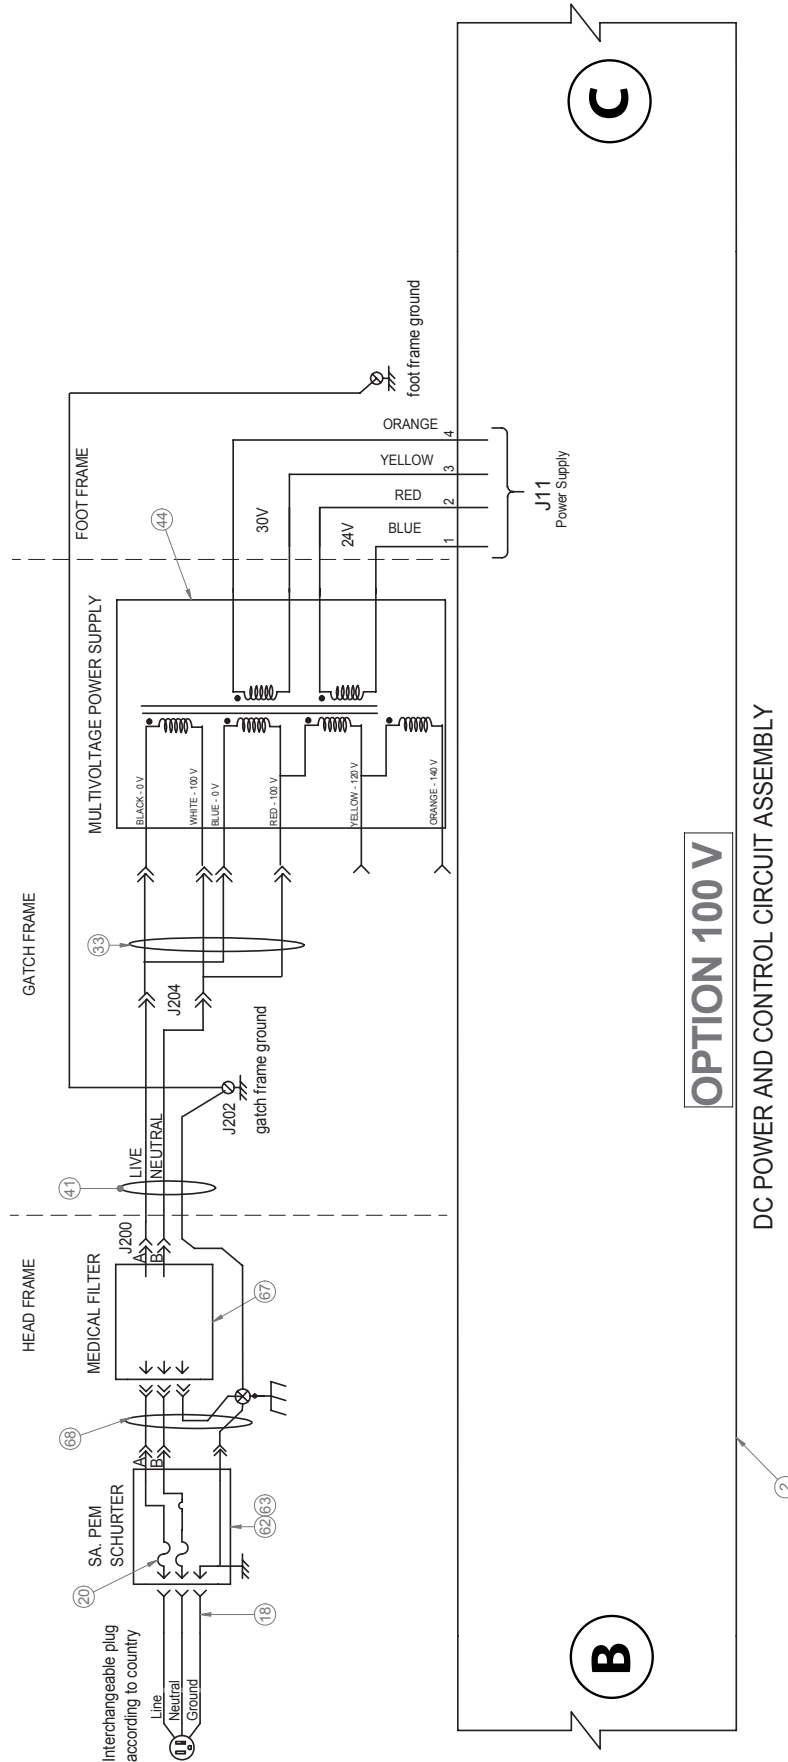 HEAD FRAME
GATCH FRAME
FOOT FRAME
Interchangeable plug
according to country
Line
Neutral
Ground
18
20
SA. PEM
SCHURTER
62
63
A
B
68
MEDICAL FILTER
67
A
B
J200
41
LIVE
NEUTRAL
J202
gatch frame ground
J204
33
MULTIVOLTAGE POWER SUPPLY
44
BLACK - 0 V
WHITE - 100 V
BLUE - 0 V
RED - 100 V
YELLOW - 120 V
ORANGE - 140 V
30V
24V
ORANGE
YELLOW
RED
BLUE
4
3
2
1
J11
Power Supply
foot frame ground
B
C
OPTION 100 V
2
DC POWER AND CONTROL CIRCUIT ASSEMBLY